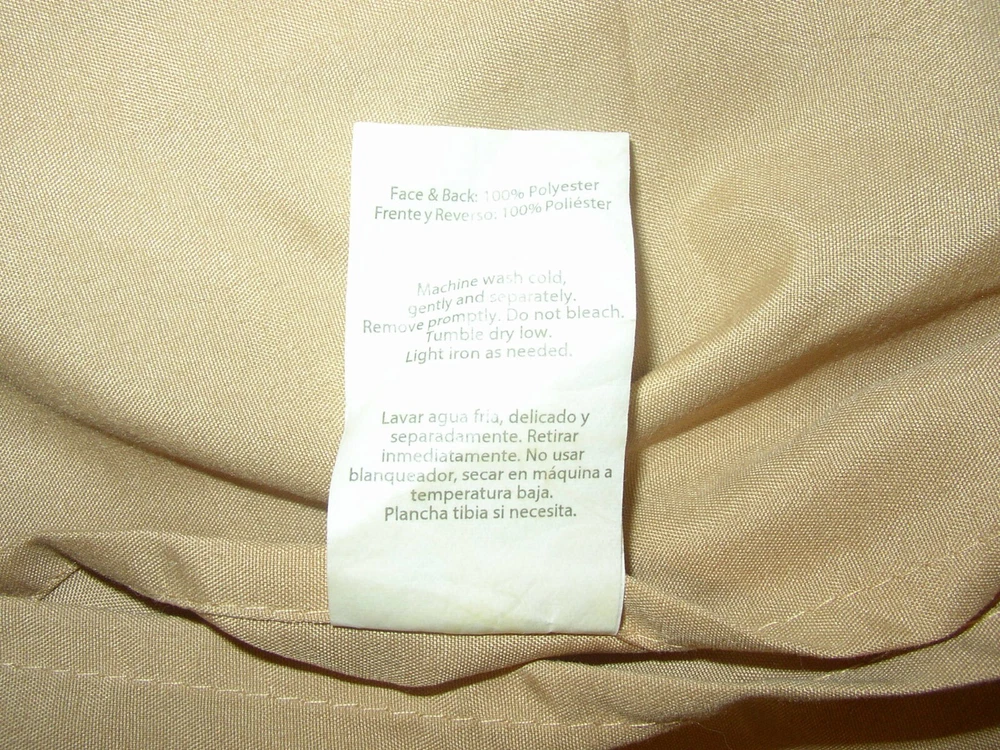 Face & Back: 100% Polyester
Frente y Reverso: 100% Poliéster
Machine wash cold,
gently and separately.
Remove promptly. Do not bleach.
Tumble dry low.
Light iron as needed.
Lavar agua fria, delicado y
separadamente. Retirar
inmediatamente. No usar
blanqueador, secar en máquina a
temperatura baja.
Plancha tibia si necesita.